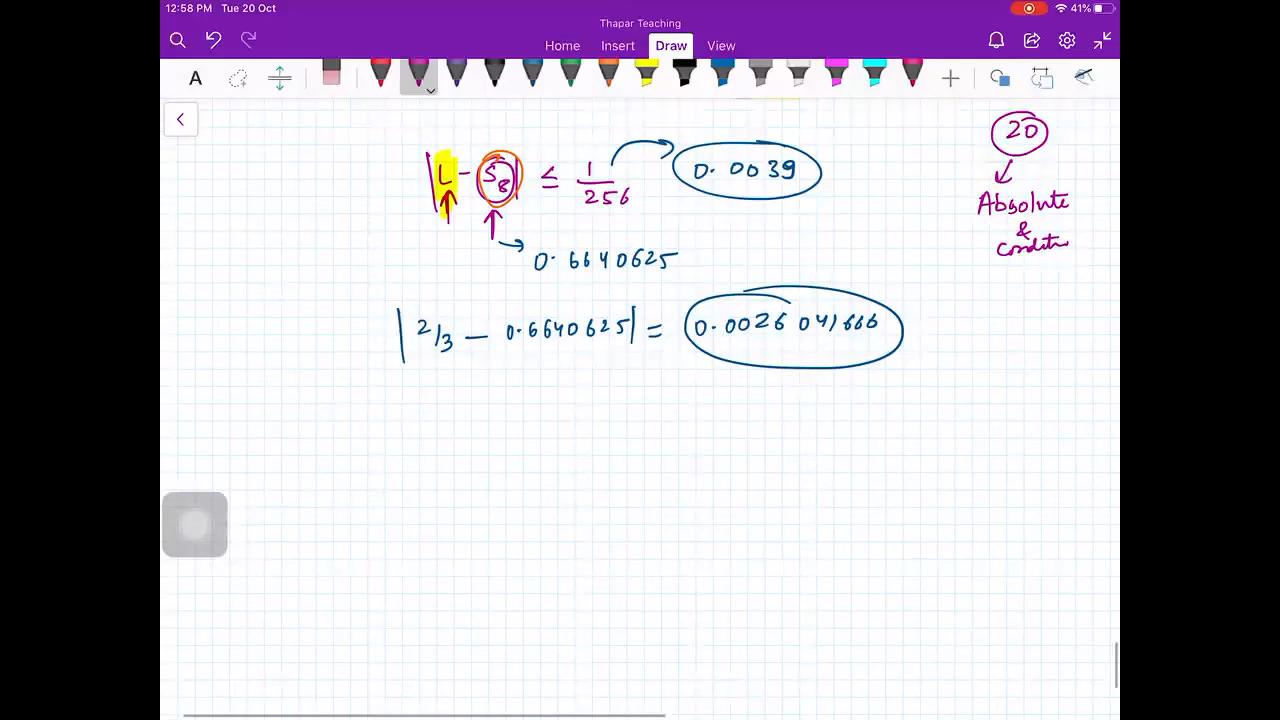 12:58 PM Tue 20 Oct
41%
Thapar Teaching
Home Insert Draw View
A
|L - S₈| ≤ 1/256
0.0039
20
Absolute
&
Conditn
0.6640625
|2/3 - 0.6640625| = 0.0026041666